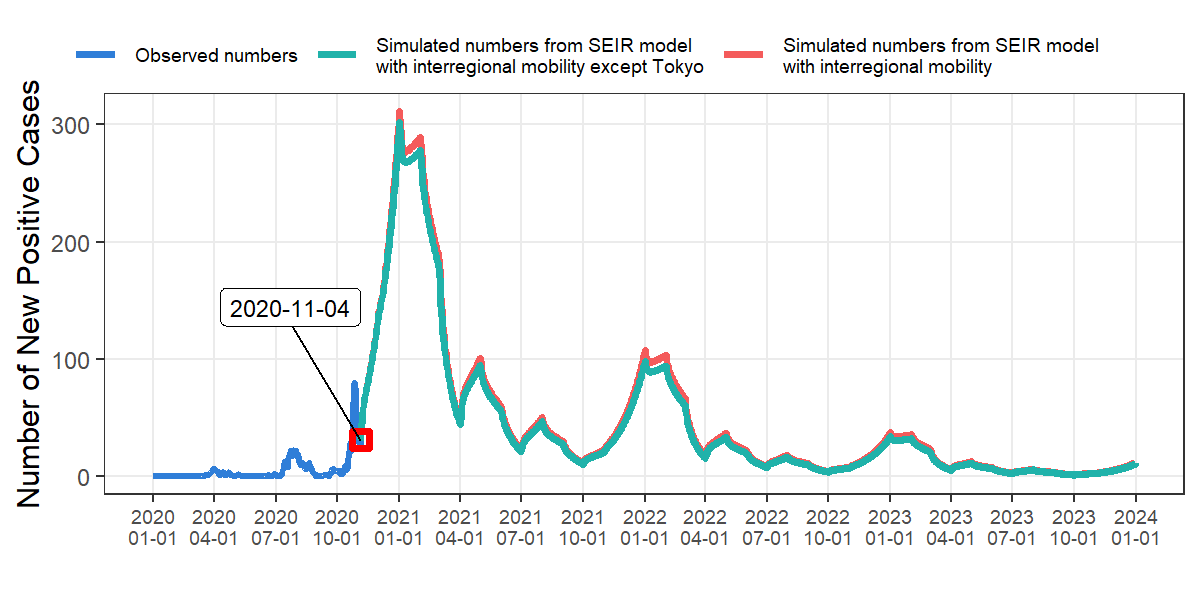 Observed numbers
Simulated numbers from SEIR model
with interregional mobility except Tokyo
Simulated numbers from SEIR model
with interregional mobility
Number of New Positive Cases
300
200
100
0
2020-11-04
2020 2020 2020 2020 2021 2021 2021 2021 2022 2022 2022 2022 2023 2023 2023 2023 2024
01-01 04-01 07-01 10-01 01-01 04-01 07-01 10-01 01-01 04-01 07-01 10-01 01-01 04-01 07-01 10-01 01-01